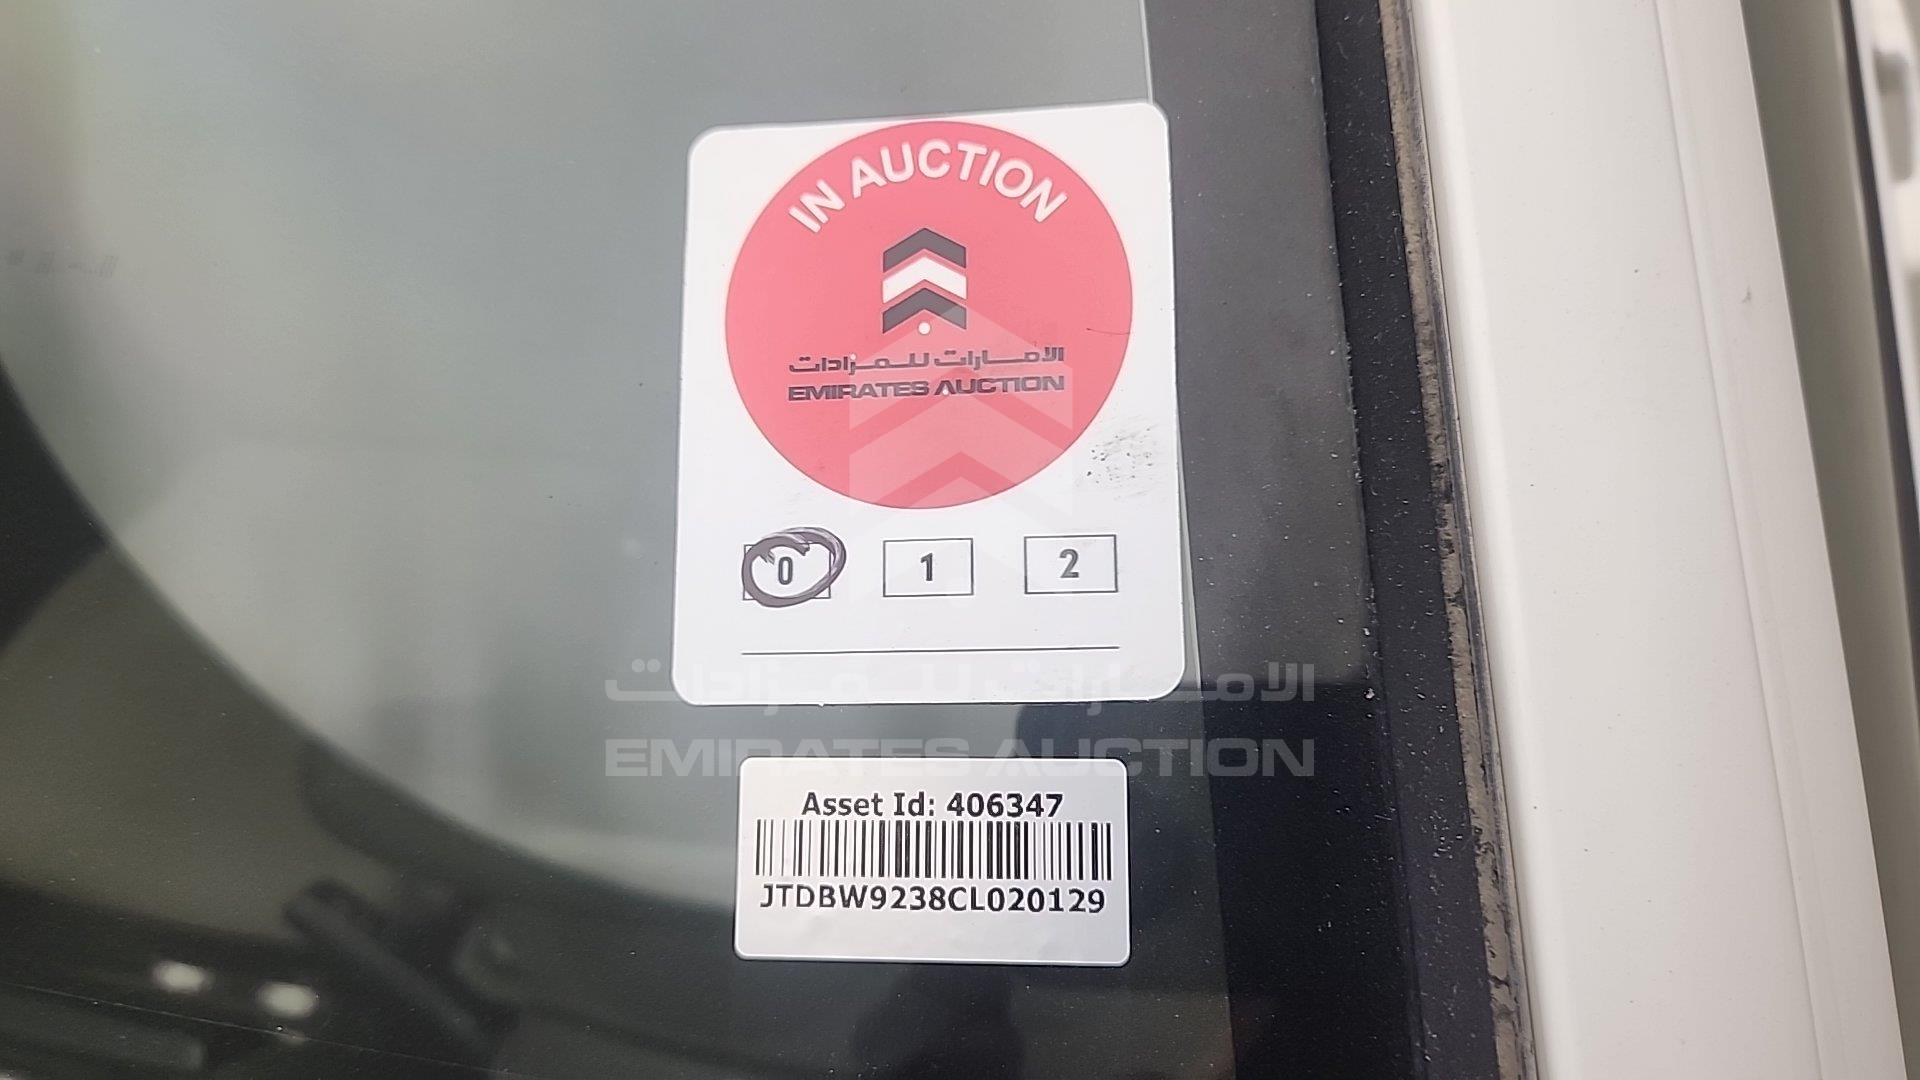 IN AUCTION
الامارات للمزادات
EMIRATES AUCTION
0 1 2
الامارات للمزادات
EMIRATES AUCTION
Asset Id: 406347
JTDBW9238CL020129